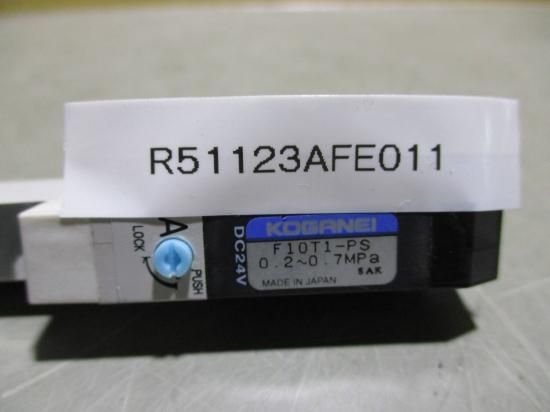 R51123AFE011
A
LOCK
PUSH
DC24V
KOGANEI
F10T1-PS
0.2~0.7MPa
5AK
MADE IN JAPAN